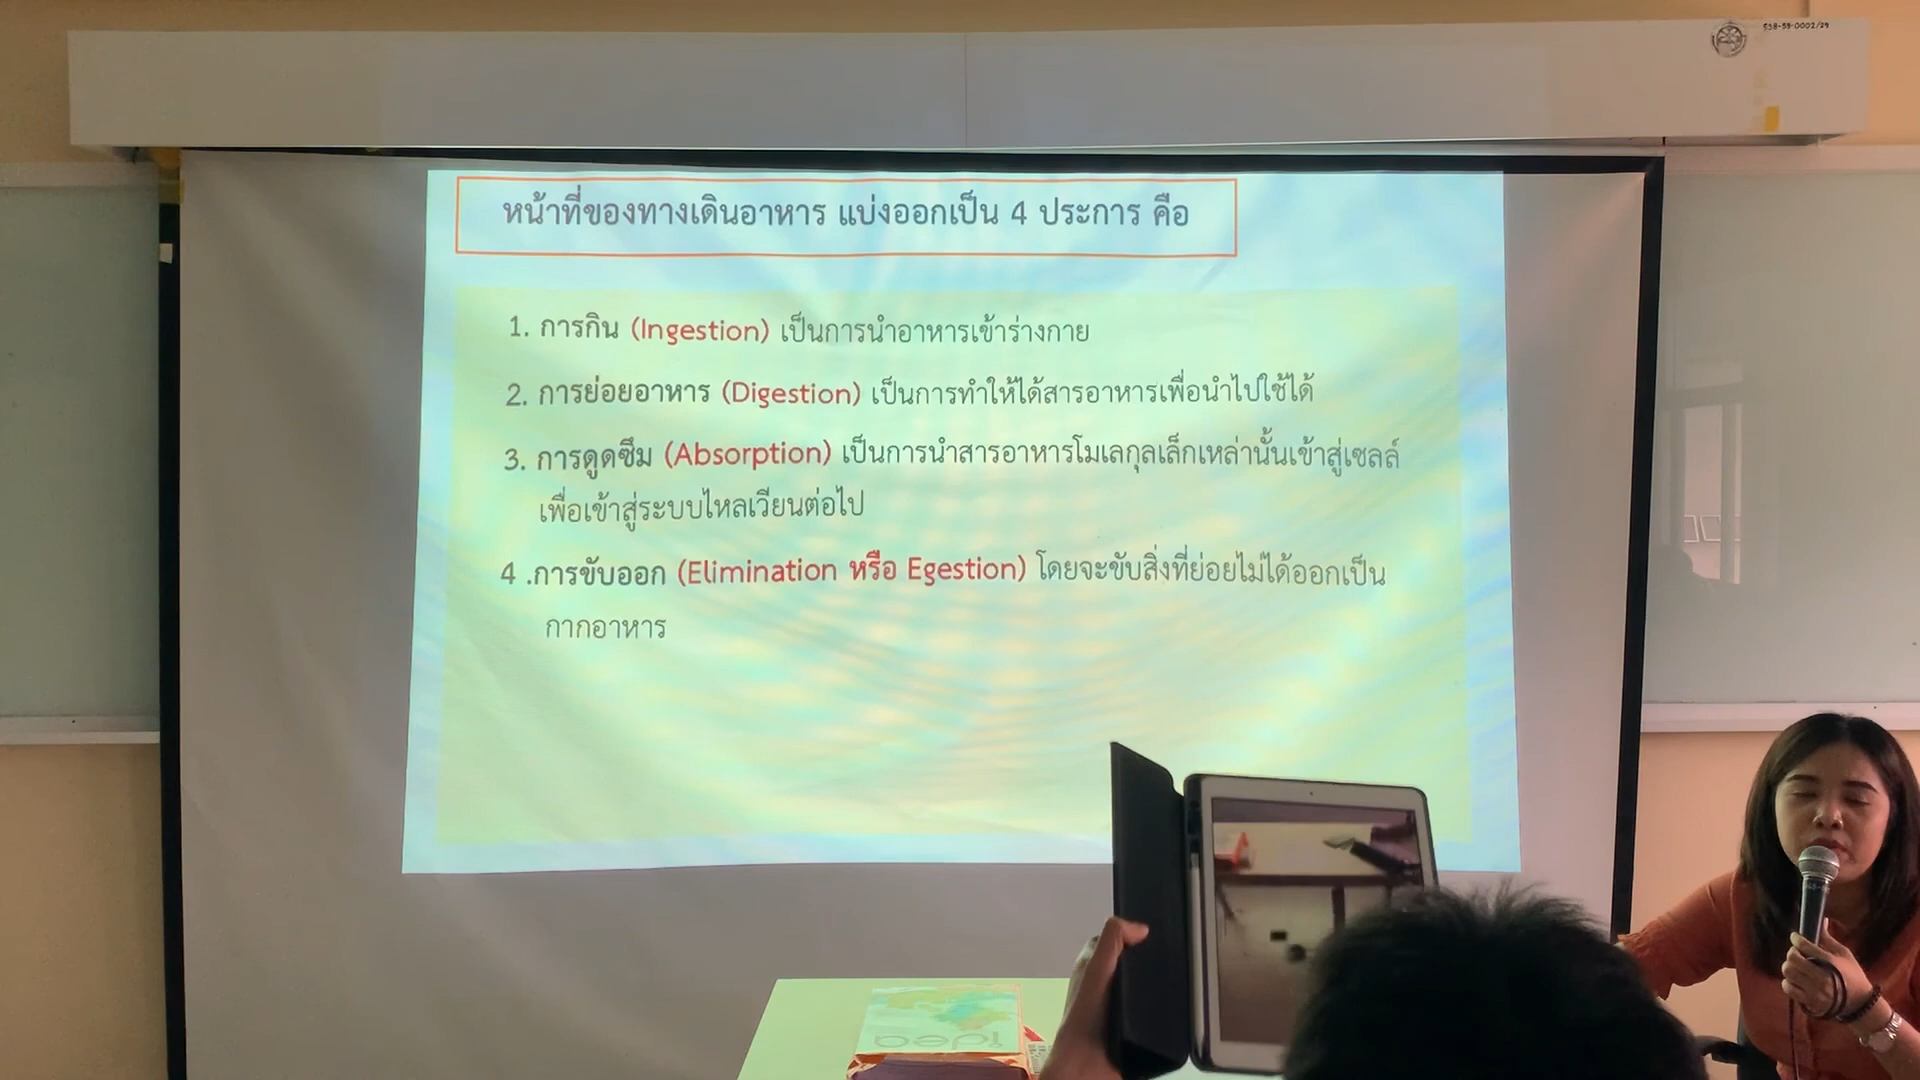 หน้าที่ของทางเดินอาหาร แบ่งออกเป็น 4 ประการ คือ
1. การกิน (Ingestion) เป็นการนำอาหารเข้าร่างกาย
2. การย่อยอาหาร (Digestion) เป็นการทำให้ได้สารอาหารเพื่อนำไปใช้ได้
3. การดูดซึม (Absorption) เป็นการนำสารอาหารโมเลกุลเล็กเหล่านั้นเข้าสู่เซลล์
เพื่อเข้าสู่ระบบไหลเวียนต่อไป
4 .การขับออก (Elimination หรือ Egestion) โดยจะขับสิ่งที่ย่อยไม่ได้ออกเป็น
กากอาหาร
idea